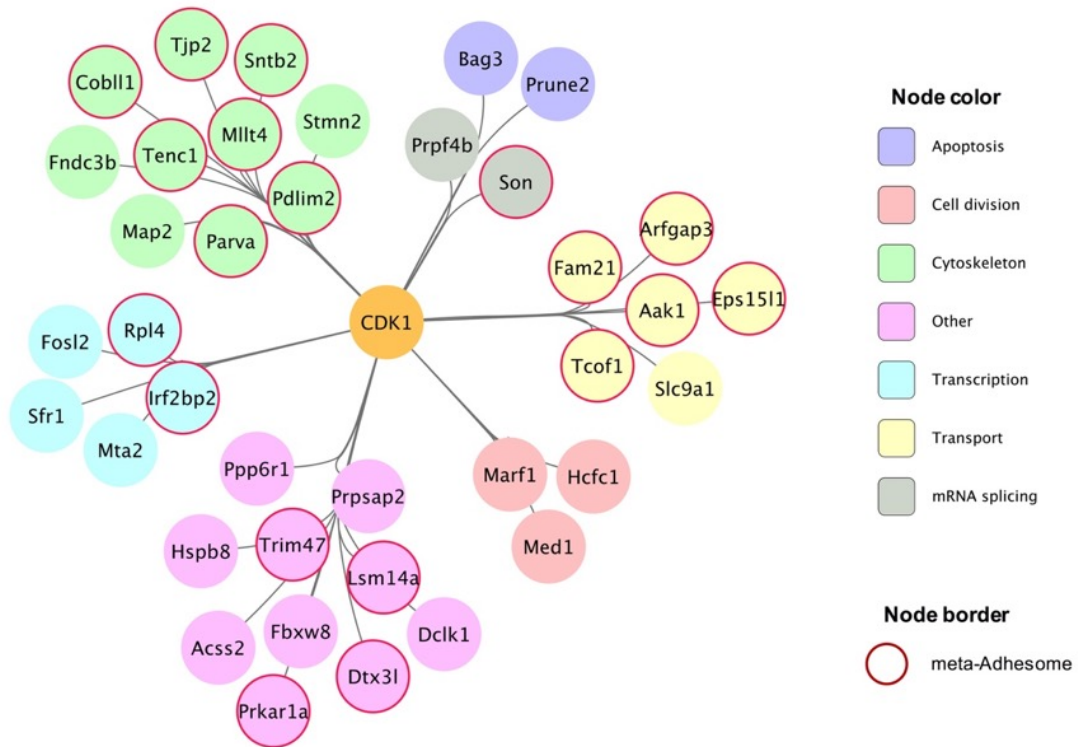 Tjp2
Sntb2
Cobll1
Mllt4
Stmn2
Tenc1
Fndc3b
Pdlim2
Map2
Parva
Bag3
Prune2
Prpf4b
Son
Arfgap3
Fam21
Eps15l1
Aak1
Tcof1
Slc9a1
CDK1
Rpl4
Fosl2
Irf2bp2
Sfr1
Mta2
Ppp6r1
Prpsap2
Hspb8
Trim47
Lsm14a
Acss2
Fbxw8
Dclk1
Dtx3l
Prkar1a
Marf1
Hcfc1
Med1
Node color
Apoptosis
Cell division
Cytoskeleton
Other
Transcription
Transport
mRNA splicing
Node border
meta-Adhesome